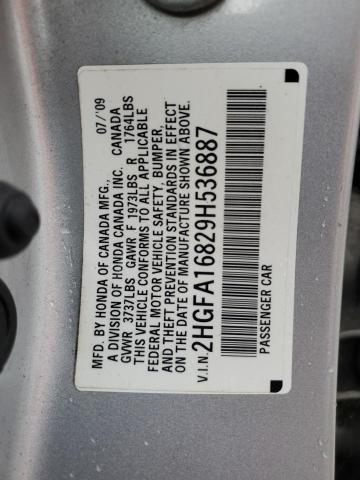 MFD. BY HONDA OF CANADA MFG., 07/'09
A DIVISION OF HONDA CANADA INC. CANADA
GVWR 3737LBS GAWR F 1973LBS R 1764LBS
THIS VEHICLE CONFORMS TO ALL APPLICABLE
FEDERAL MOTOR VEHICLE SAFETY, BUMPER,
AND THEFT PREVENTION STANDARDS IN EFFECT
ON THE DATE OF MANUFACTURE SHOWN ABOVE.
V.I.N. 2HGFA16829H536887
PASSENGER CAR